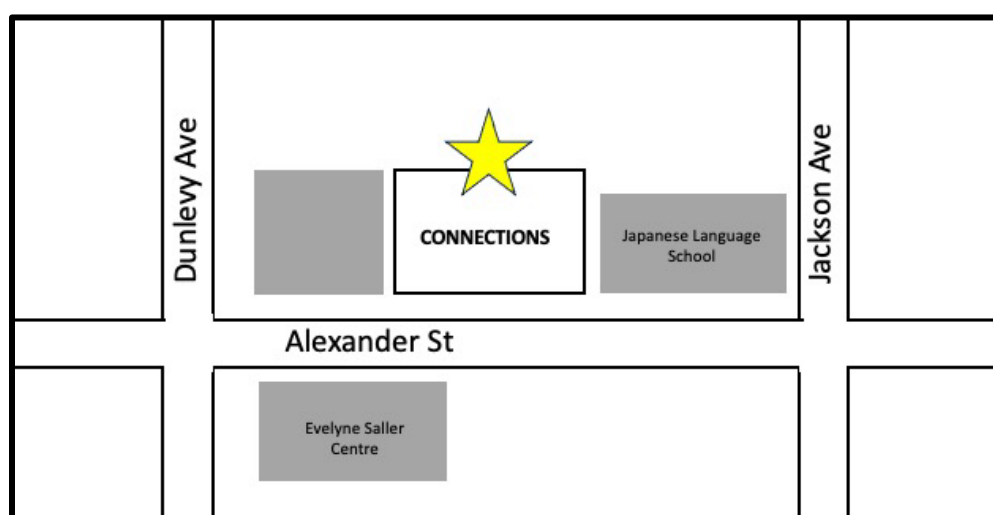 Dunlevy Ave
CONNECTIONS
Japanese Language
School
Jackson Ave
Alexander St
Evelyne Saller
Centre